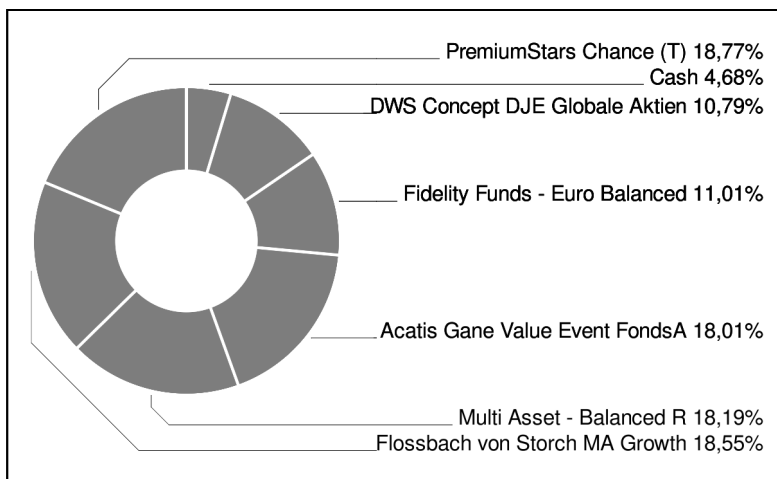 PremiumStars Chance (T) 18,77%
Cash 4,68%
DWS Concept DJE Globale Aktien 10,79%
Fidelity Funds - Euro Balanced 11,01%
Acatis Gane Value Event FondsA 18,01%
Multi Asset - Balanced R 18,19%
Flossbach von Storch MA Growth 18,55%